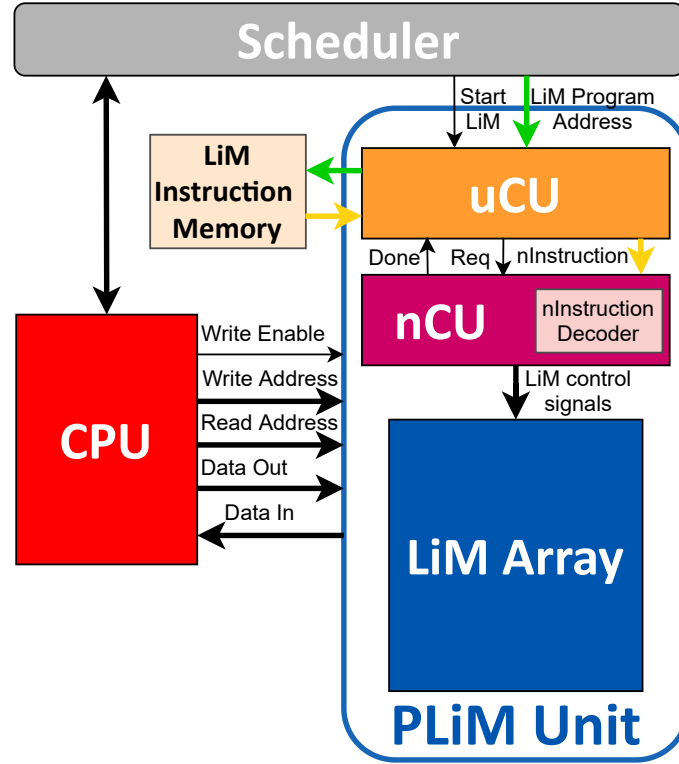 Scheduler
Start
LiM
LiM Program
Address
LiM
Instruction
Memory
uCU
Done
Req
nInstruction
nCU
nInstruction
Decoder
LiM control
signals
Write Enable
Write Address
Read Address
Data Out
Data In
CPU
LiM Array
PLiM Unit